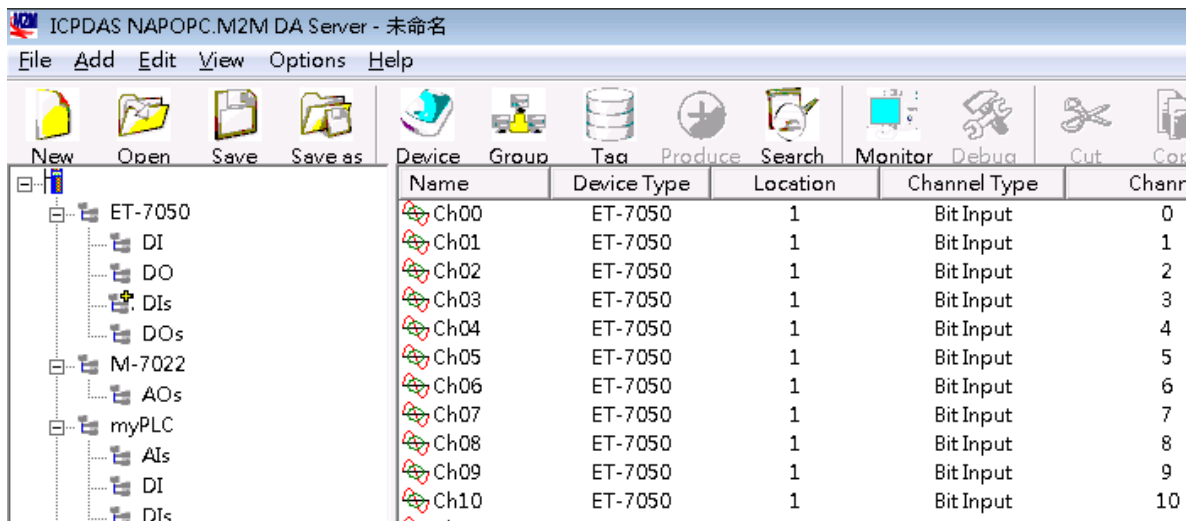 ICPDAS NAPOPC.M2M DA Server - 未命名
File Add Edit View Options Help
New Open Save Save as Device Group Tag Produce Search Monitor Debug Cut
Name Device Type Location Channel Type
ET-7050 Ch00 ET-7050 1 Bit Input 0
DI Ch01 ET-7050 1 Bit Input 1
DO Ch02 ET-7050 1 Bit Input 2
DIs Ch03 ET-7050 1 Bit Input 3
DOs Ch04 ET-7050 1 Bit Input 4
M-7022 Ch05 ET-7050 1 Bit Input 5
AOs Ch06 ET-7050 1 Bit Input 6
myPLC Ch07 ET-7050 1 Bit Input 7
AIs Ch08 ET-7050 1 Bit Input 8
DI Ch09 ET-7050 1 Bit Input 9
DIs Ch10 ET-7050 1 Bit Input 10